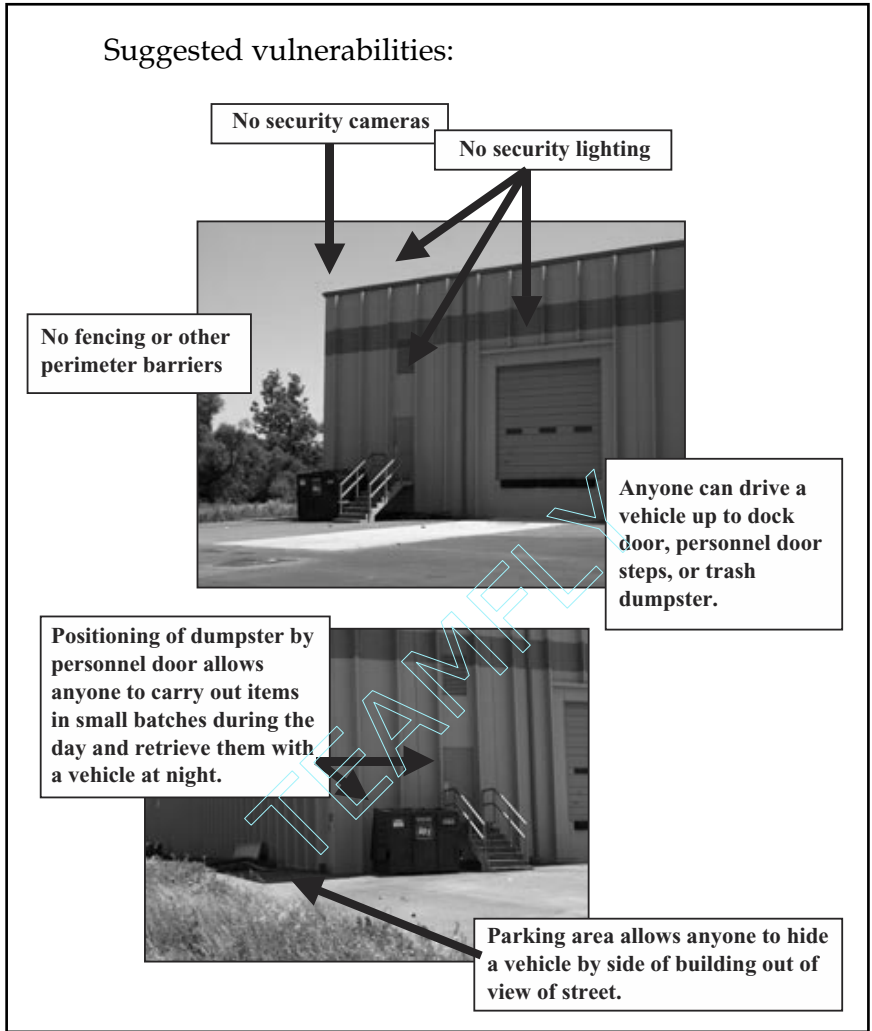 Suggested vulnerabilities:
No security cameras
No security lighting
No fencing or other
perimeter barriers
Anyone can drive a
vehicle up to dock
door, personnel door
steps, or trash
dumpster.
Positioning of dumpster by
personnel door allows
anyone to carry out items
in small batches during the
day and retrieve them with
a vehicle at night.
TEAMFLY
Parking area allows anyone to hide
a vehicle by side of building out of
view of street.